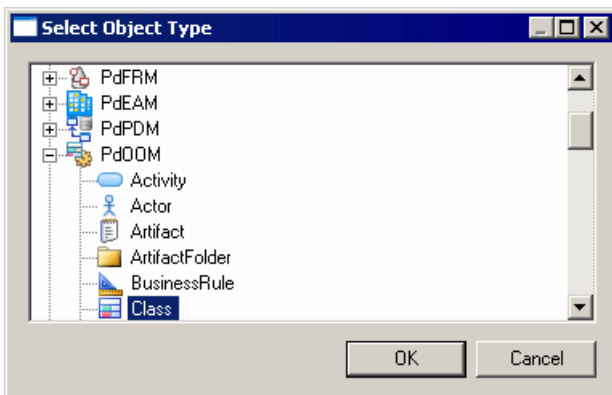 Select Object Type
PdFRM
PdEAM
PdPDM
PdOOM
Activity
Actor
Artifact
ArtifactFolder
BusinessRule
Class
OK Cancel